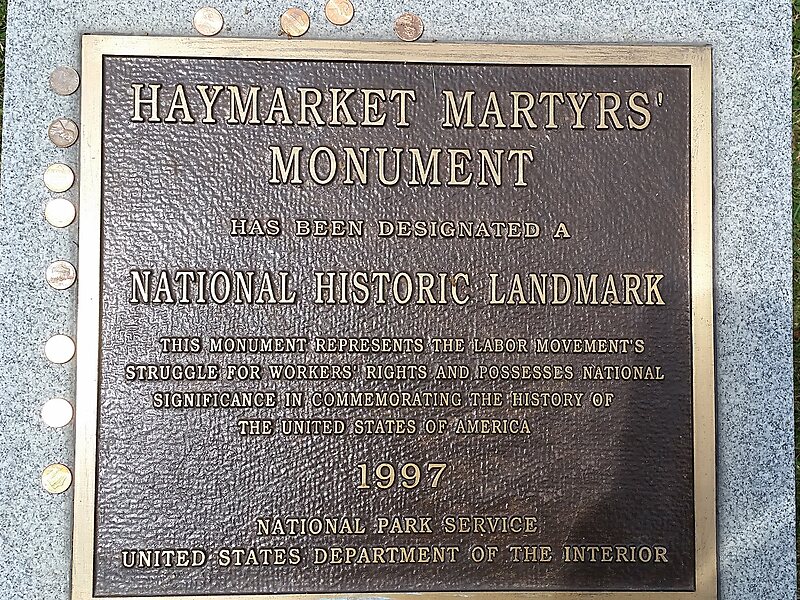 HAYMARKET MARTYRS'
MONUMENT
HAS BEEN DESIGNATED A
NATIONAL HISTORIC LANDMARK
THIS MONUMENT REPRESENTS THE LABOR MOVEMENT'S
STRUGGLE FOR WORKERS' RIGHTS AND POSSESSES NATIONAL
SIGNIFICANCE IN COMMEMORATING THE HISTORY OF
THE UNITED STATES OF AMERICA
1997
NATIONAL PARK SERVICE
UNITED STATES DEPARTMENT OF THE INTERIOR